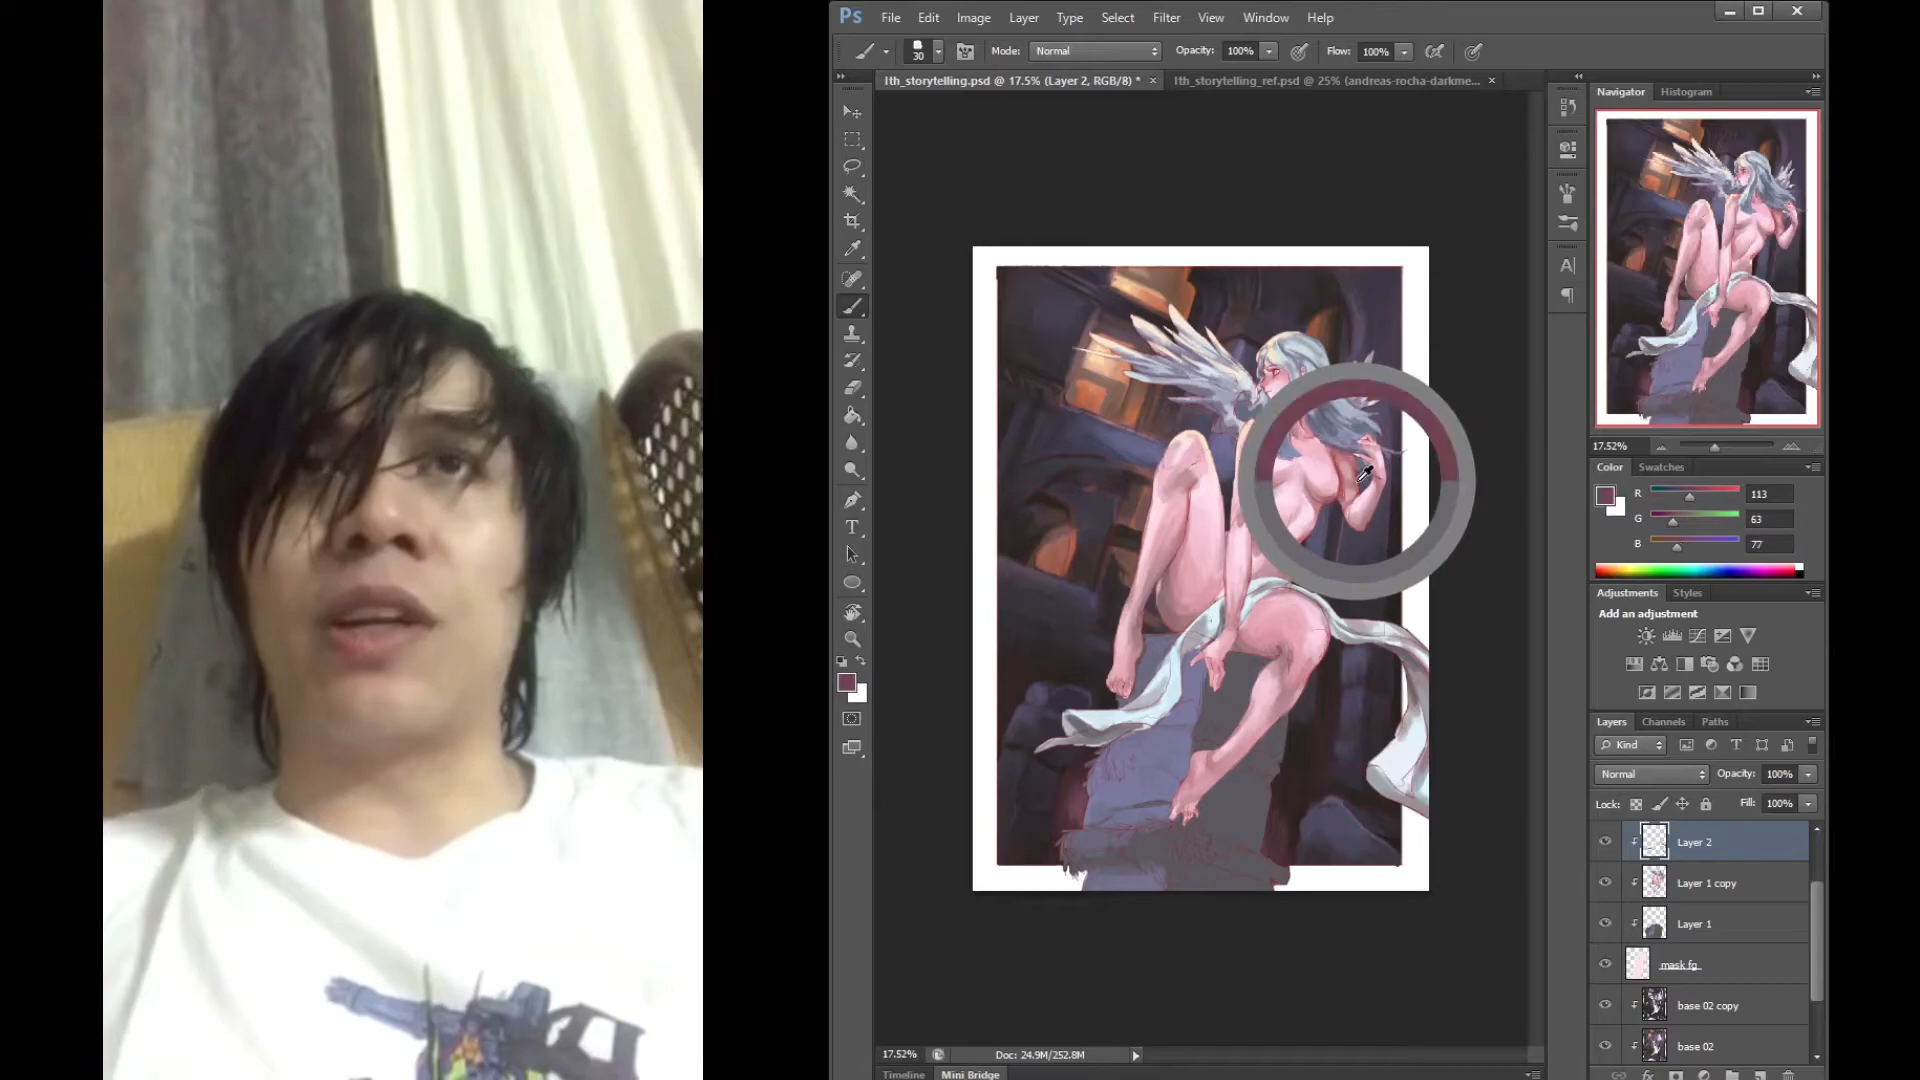 Ps File Edit Image Layer Type Select Filter View Window Help
30 Mode: Normal Opacity: 100% Flow: 100%
lth_storytelling.psd @ 17.5% (Layer 2, RGB/8) * × lth_storytelling_ref.psd @ 25% (andreas-rocha-darkme... ×
Navigator Histogram
17.52%
Color Swatches
R 113
G 63
B 77
Adjustments Styles
Add an adjustment
Layers Channels Paths
Kind
Normal Opacity: 100%
Lock: Fill: 100%
Layer 2
Layer 1 copy
Layer 1
mask fg
base 02 copy
base 02
17.52% Doc: 24.9M/252.8M
Timeline Mini Bridge